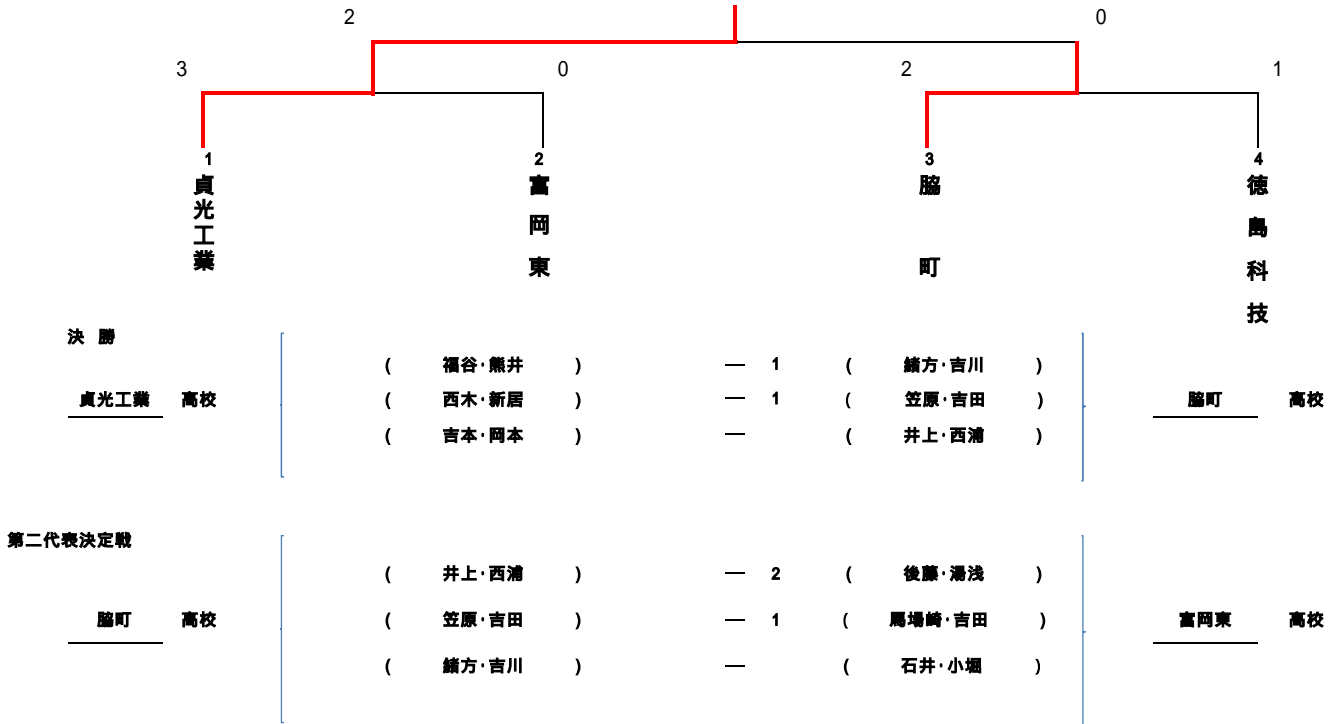 2 0
3 0 2 1
1 2 3 4
貞光工業
富岡東
脇町
徳島科技
決 勝
( 福谷・熊井 ) ― 1 ( 緒方・吉川 )
貞光工業 高校 ( 西木・新居 ) ― 1 ( 笠原・吉田 ) 脇町 高校
( 吉本・岡本 ) ― ( 井上・西浦 )
第二代表決定戦
( 井上・西浦 ) ― 2 ( 後藤・湯浅 )
脇町 高校 ( 笠原・吉田 ) ― 1 ( 馬場崎・吉田 ) 富岡東 高校
( 緒方・吉川 ) ― ( 石井・小堀 )